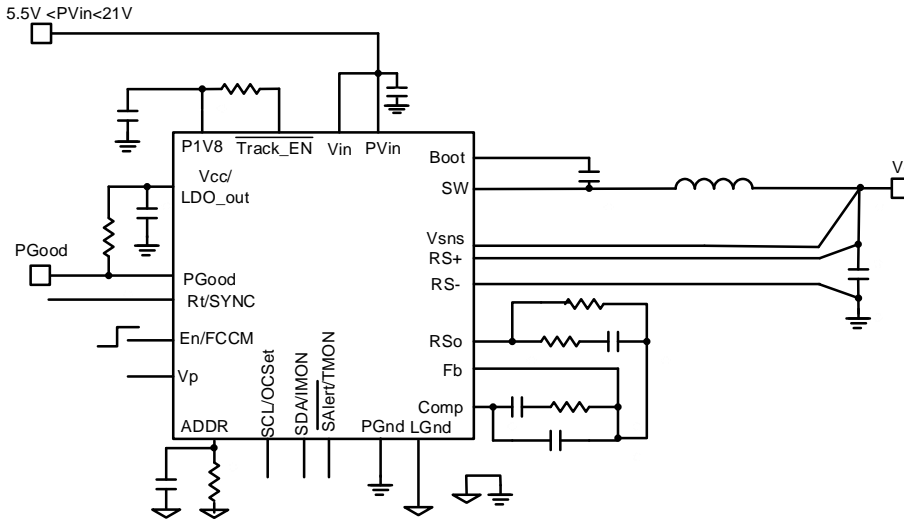 5.5V <PVin<21V
P1V8
Track_EN
Vin
PVin
Boot
SW
V
Vcc/
LDO_out
Vsns
RS+
RS-
PGood
PGood
Rt/SYNC
En/FCCM
Vp
RSo
Fb
Comp
ADDR
SCL/OCSet
SDA/IMON
SAlert/TMON
PGnd
LGnd